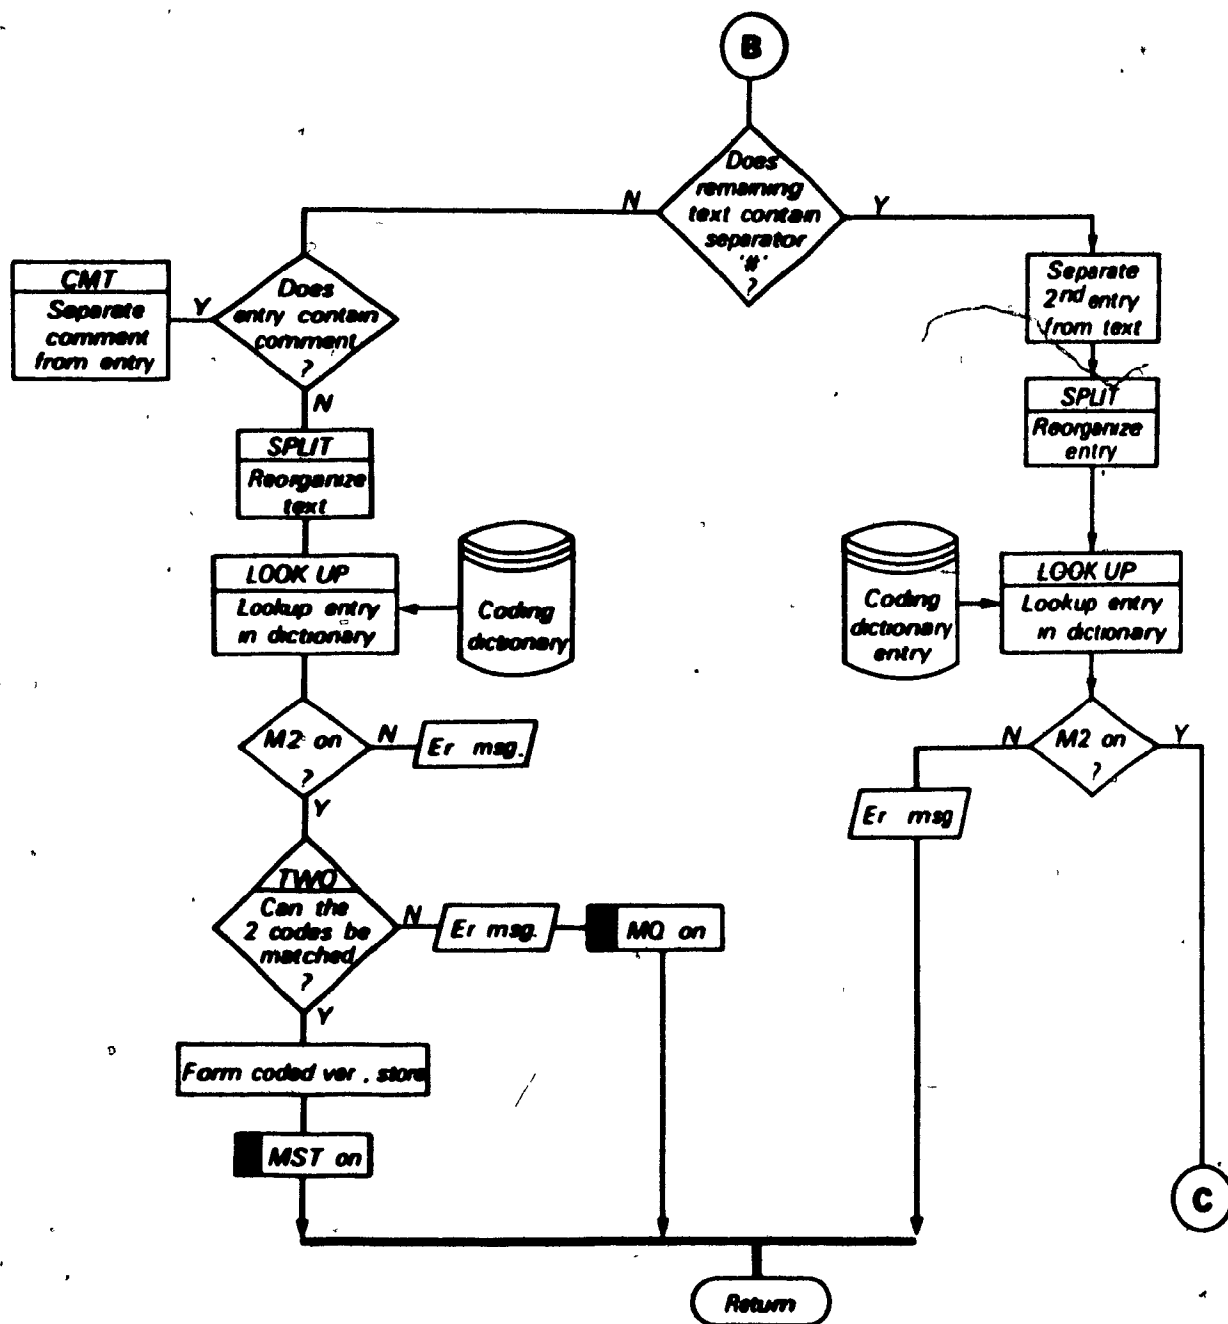 B
Does
remaining
text contain
separator
'#'
?
N
Y
CMT
Separate
comment
from entry
Y
Does
entry contain
comment
?
N
Separate
2nd entry
from text
SPLIT
Reorganize
text
SPLIT
Reorganize
entry
LOOK UP
Lookup entry
in dictionary
Coding
dictionary
Coding
dictionary
entry
LOOK UP
Lookup entry
in dictionary
M2 on
?
N
Er msg.
Y
N
M2 on
?
Y
Er msg
TWO
Can the
2 codes be
matched
?
N
Er msg.
MQ on
Y
Form coded ver . store
MST on
C
Return